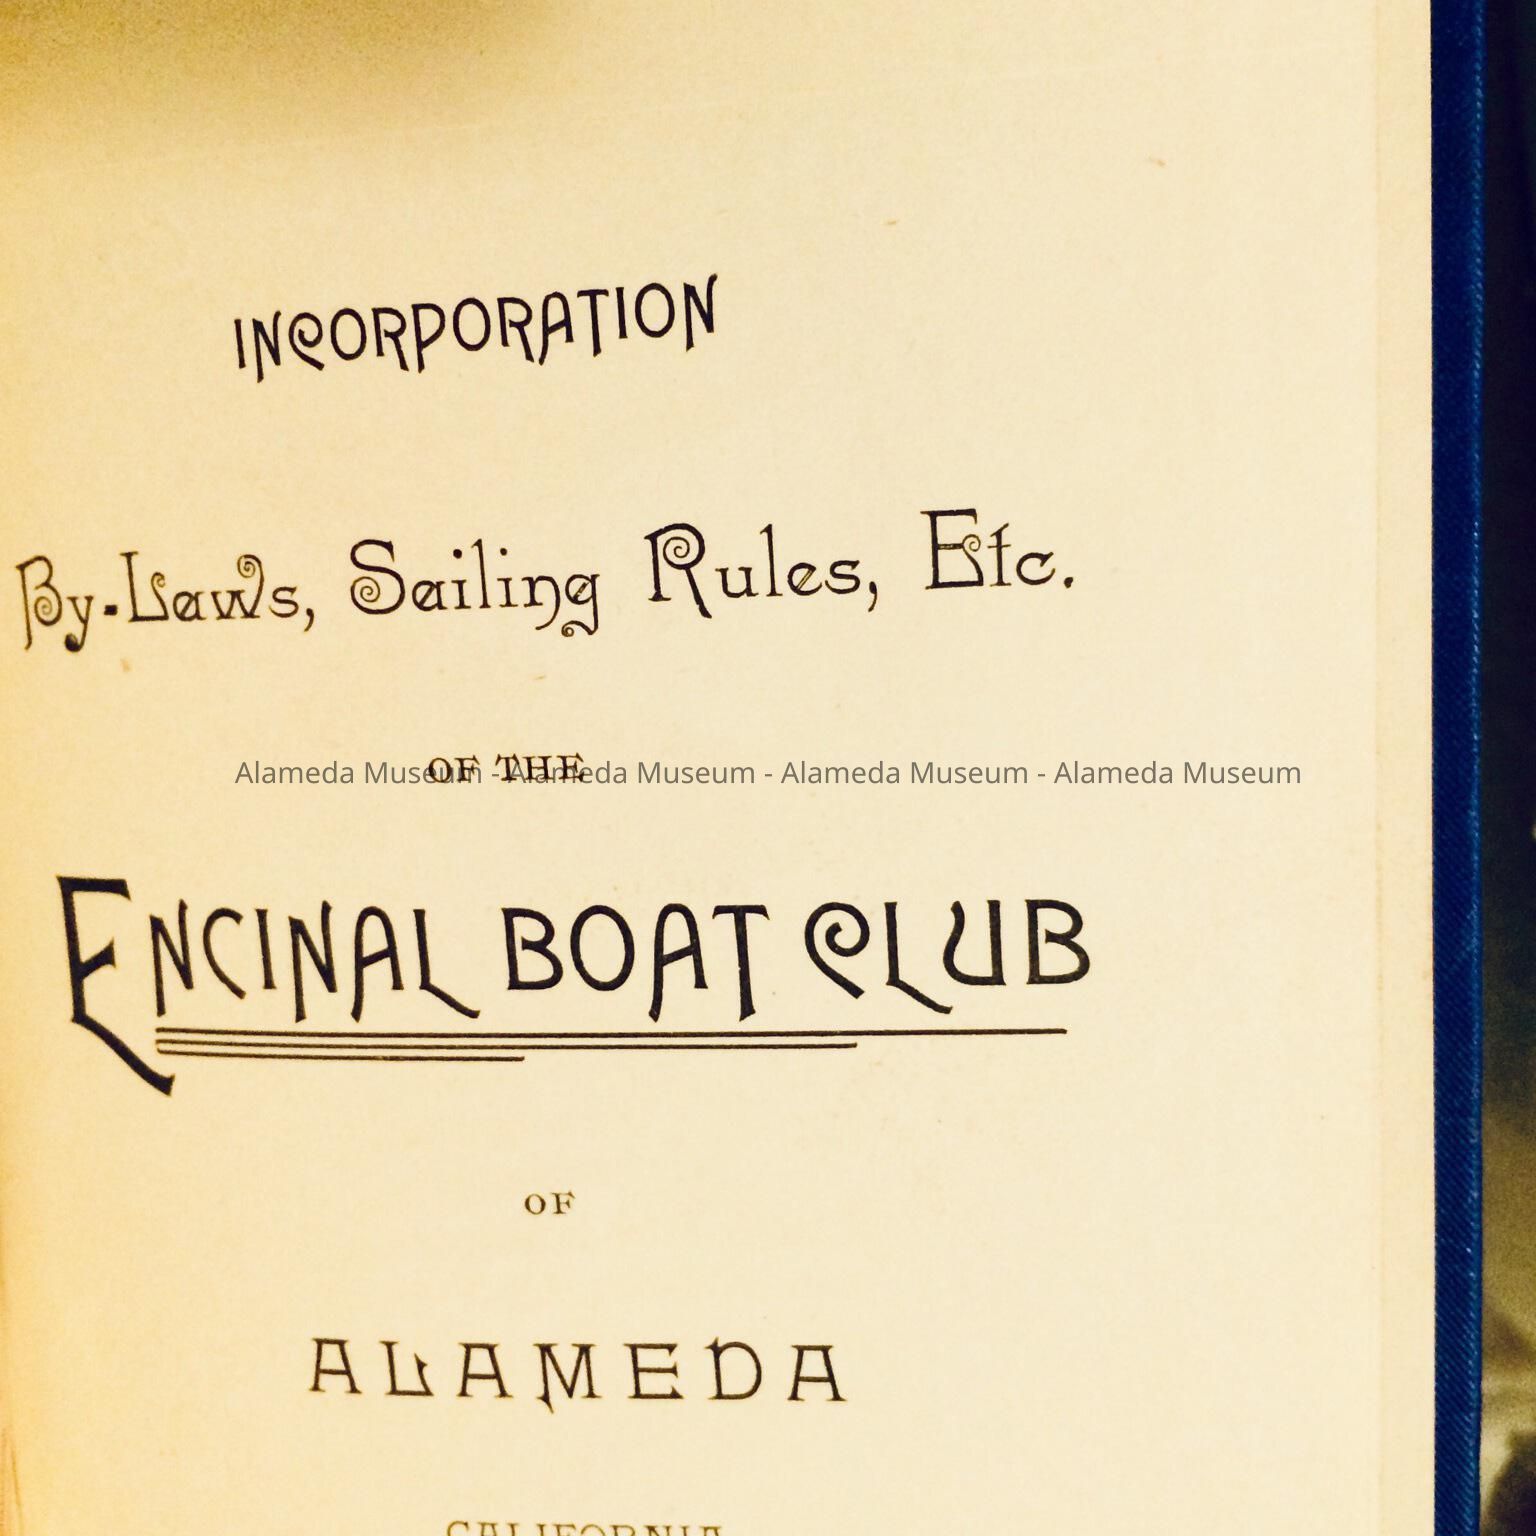 INCORPORATION
By-Laws, Sailing Rules, Etc.
OF THE
Alameda Museum - Alameda Museum - Alameda Museum - Alameda Museum
ENCINAL BOAT CLUB
OF
ALAMEDA
CALIFORNIA